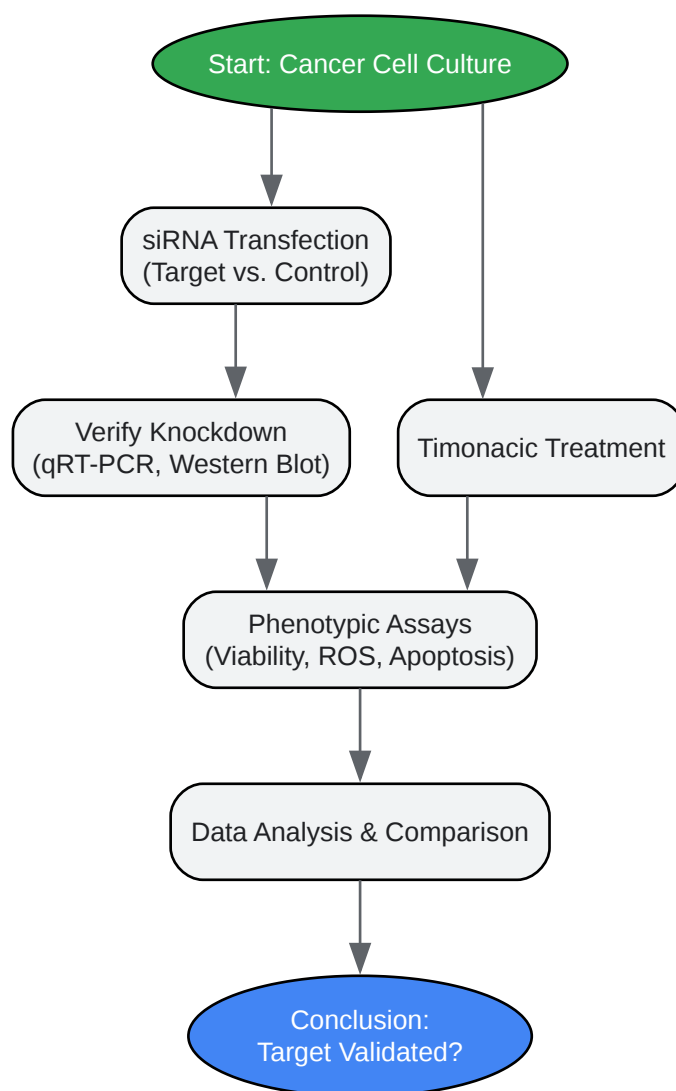 Start: Cancer Cell Culture
siRNA Transfection
(Target vs. Control)
Verify Knockdown
(qRT-PCR, Western Blot)
Timonacic Treatment
Phenotypic Assays
(Viability, ROS, Apoptosis)
Data Analysis & Comparison
Conclusion:
Target Validated?